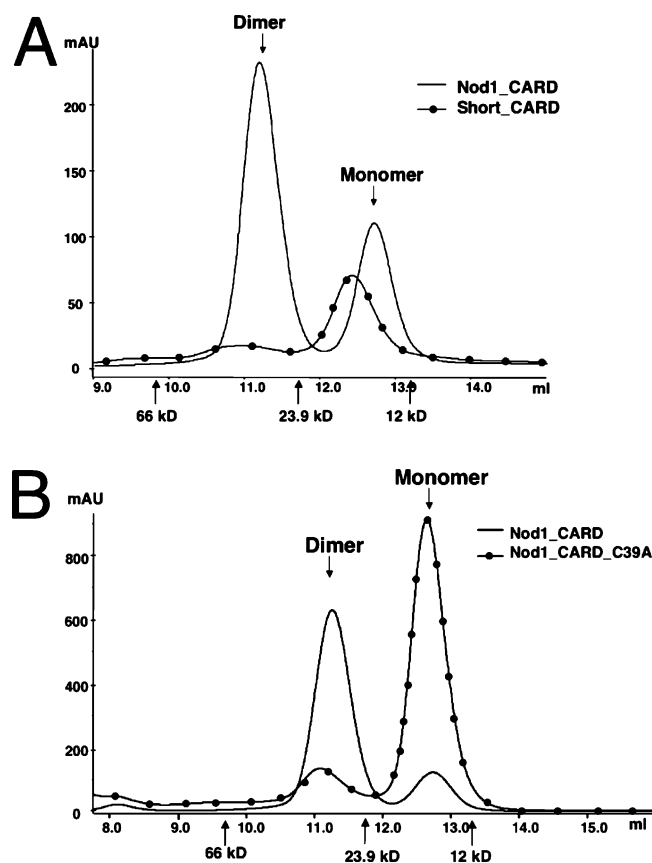 A
Dimer
mAU
Nod1_CARD
Short_CARD
200
Monomer
150
100
50
0
9.0 10.0 11.0 12.0 13.0 14.0 ml
66 kD 23.9 kD 12 kD
B
Monomer
mAU
Nod1_CARD
Nod1_CARD_C39A
Dimer
800
600
400
200
0
8.0 9.0 10.0 11.0 12.0 13.0 14.0 15.0 ml
66 kD 23.9 kD 12 kD